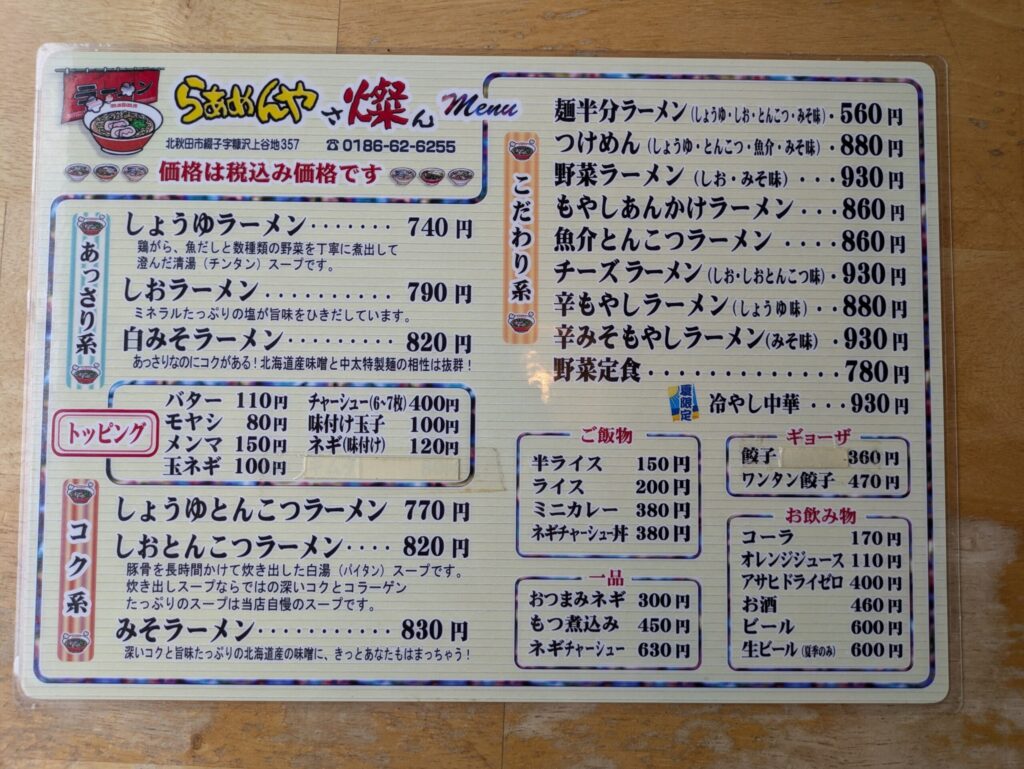 ラーメン
らぁめんや
さ燦ん
Menu
北秋田市綴子字糠沢上谷地357 ☎0186-62-6255
価格は税込み価格です
あっさり系
しょうゆラーメン・・・・・・・ 740円
鶏がら、魚だしと数種類の野菜を丁寧に煮出して
澄んだ清湯（チンタン）スープです。
しおラーメン・・・・・・・・・・ 790円
ミネラルたっぷりの塩が旨味をひきだしています。
白みそラーメン・・・・・・・・ 820円
あっさりなのにコクがある！北海道産味噌と中太特製麺の相性は抜群！
トッピング
バター 110円
モヤシ 80円
メンマ 150円
玉ネギ 100円
チャーシュー（6~7枚）400円
味付け玉子 100円
ネギ（味付け） 120円
コク系
しょうゆとんこつラーメン 770円
しおとんこつラーメン・・・・ 820円
豚骨を長時間かけて炊き出した白湯（パイタン）スープです。
炊き出しスープならではの深いコクとコラーゲン
たっぷりのスープは当店自慢のスープです。
みそラーメン・・・・・・・・・・ 830円
深いコクと旨味たっぷりの北海道産の味噌に、きっとあなたもはまっちゃう！
こだわり系
麺半分ラーメン（しょうゆ・しお・とんこつ・みそ味）・560円
つけめん（しょうゆ・とんこつ・魚介・みそ味）・880円
野菜ラーメン（しお・みそ味）・・・930円
もやしあんかけラーメン・・・860円
魚介とんこつラーメン・・・・860円
チーズラーメン（しお・しおとんこつ味）・930円
辛もやしラーメン（しょうゆ味）・・880円
辛みそもやしラーメン（みそ味）・930円
野菜定食・・・・・・・・・・・・・780円
夏限定
冷やし中華・・・930円
ご飯物
半ライス 150円
ライス 200円
ミニカレー 380円
ネギチャーシュー丼 380円
一品
おつまみネギ 300円
もつ煮込み 450円
ネギチャーシュー 630円
ギョーザ
餃子 360円
ワンタン餃子 470円
お飲み物
コーラ 170円
オレンジジュース 110円
アサヒドライゼロ 400円
お酒 460円
ビール 600円
生ビール（夏季のみ） 600円